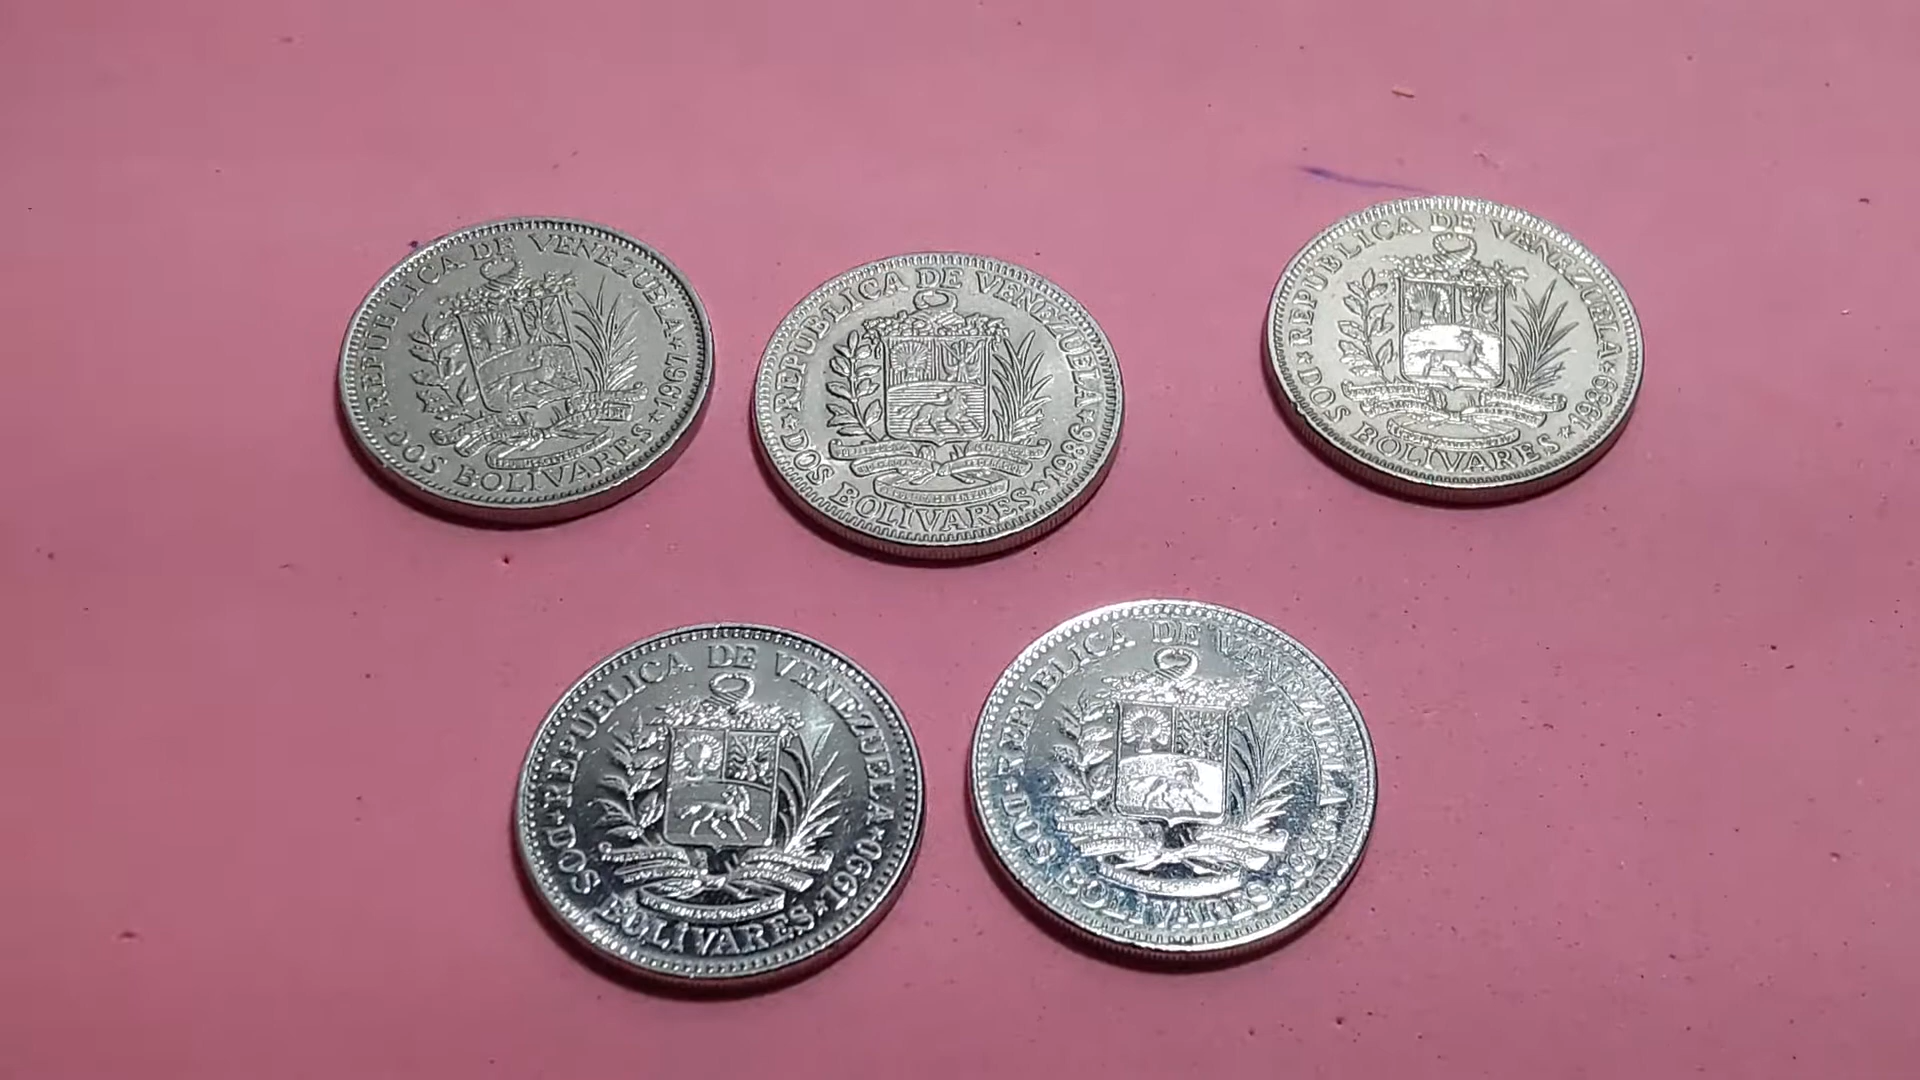 REPUBLICA DE VENEZUELA
DOS BOLIVARES
1967
REPUBLICA DE VENEZUELA
DOS BOLIVARES
1986
REPUBLICA DE VENEZUELA
DOS BOLIVARES
1989
REPUBLICA DE VENEZUELA
DOS BOLIVARES
1990
REPUBLICA DE VENEZUELA
DOS BOLIVARES